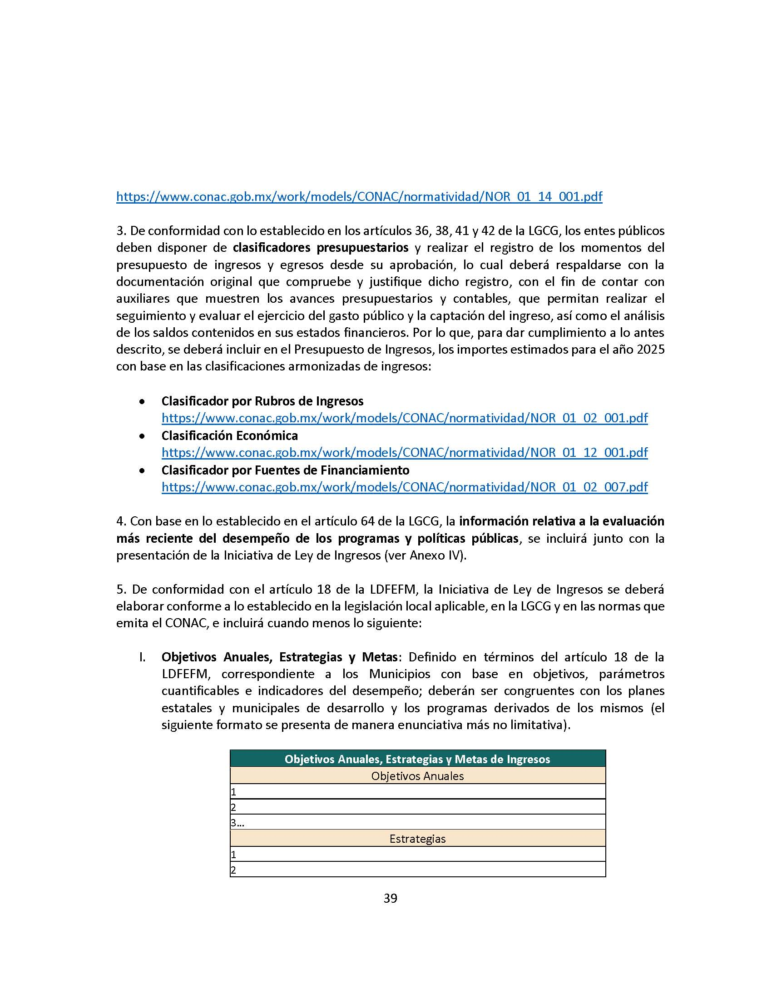 https://www.conac.gob.mx/work/models/CONAC/normatividad/NOR_01_14_001.pdf
3. De conformidad con lo establecido en los artículos 36, 38, 41 y 42 de la LGCG, los entes públicos
deben disponer de clasificadores presupuestarios y realizar el registro de los momentos del
presupuesto de ingresos y egresos desde su aprobación, lo cual deberá respaldarse con la
documentación original que compruebe y justifique dicho registro, con el fin de contar con
auxiliares que muestren los avances presupuestarios y contables, que permitan realizar el
seguimiento y evaluar el ejercicio del gasto público y la captación del ingreso, así como el análisis
de los saldos contenidos en sus estados financieros. Por lo que, para dar cumplimiento a lo antes
descrito, se deberá incluir en el Presupuesto de Ingresos, los importes estimados para el año 2025
con base en las clasificaciones armonizadas de ingresos:
• Clasificador por Rubros de Ingresos
https://www.conac.gob.mx/work/models/CONAC/normatividad/NOR_01_02_001.pdf
• Clasificación Económica
https://www.conac.gob.mx/work/models/CONAC/normatividad/NOR_01_12_001.pdf
• Clasificador por Fuentes de Financiamiento
https://www.conac.gob.mx/work/models/CONAC/normatividad/NOR_01_02_007.pdf
4. Con base en lo establecido en el artículo 64 de la LGCG, la información relativa a la evaluación
más reciente del desempeño de los programas y políticas públicas, se incluirá junto con la
presentación de la Iniciativa de Ley de Ingresos (ver Anexo IV).
5. De conformidad con el artículo 18 de la LDFEFM, la Iniciativa de Ley de Ingresos se deberá
elaborar conforme a lo establecido en la legislación local aplicable, en la LGCG y en las normas que
emita el CONAC, e incluirá cuando menos lo siguiente:
I. Objetivos Anuales, Estrategias y Metas: Definido en términos del artículo 18 de la
LDFEFM, correspondiente a los Municipios con base en objetivos, parámetros
cuantificables e indicadores del desempeño; deberán ser congruentes con los planes
estatales y municipales de desarrollo y los programas derivados de los mismos (el
siguiente formato se presenta de manera enunciativa más no limitativa).
Objetivos Anuales, Estrategias y Metas de Ingresos
Objetivos Anuales
1
2
3...
Estrategias
1
2
39